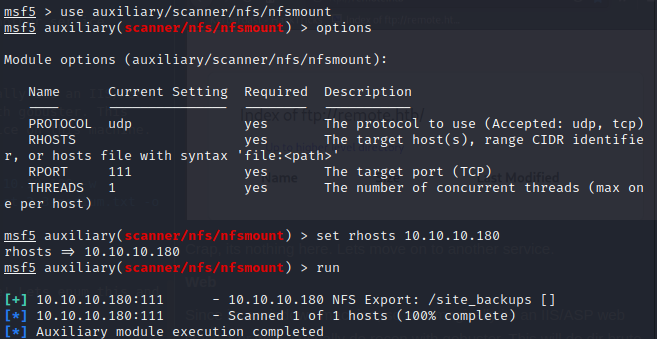 msf5 > use auxiliary/scanner/nfs/nfsmount
msf5 auxiliary(scanner/nfs/nfsmount) > options
Module options (auxiliary/scanner/nfs/nfsmount):
Name Current Setting Required Description
PROTOCOL udp yes The protocol to use (Accepted: udp, tcp)
RHOSTS yes The target host(s), range CIDR identifie
r, or hosts file with syntax 'file:<path>'
RPORT 111 yes The target port (TCP)
THREADS 1 yes The number of concurrent threads (max on
e per host)
msf5 auxiliary(scanner/nfs/nfsmount) > set rhosts 10.10.10.180
rhosts => 10.10.10.180
msf5 auxiliary(scanner/nfs/nfsmount) > run
[+] 10.10.10.180:111 - 10.10.10.180 NFS Export: /site_backups []
[*] 10.10.10.180:111 - Scanned 1 of 1 hosts (100% complete)
[*] Auxiliary module execution completed